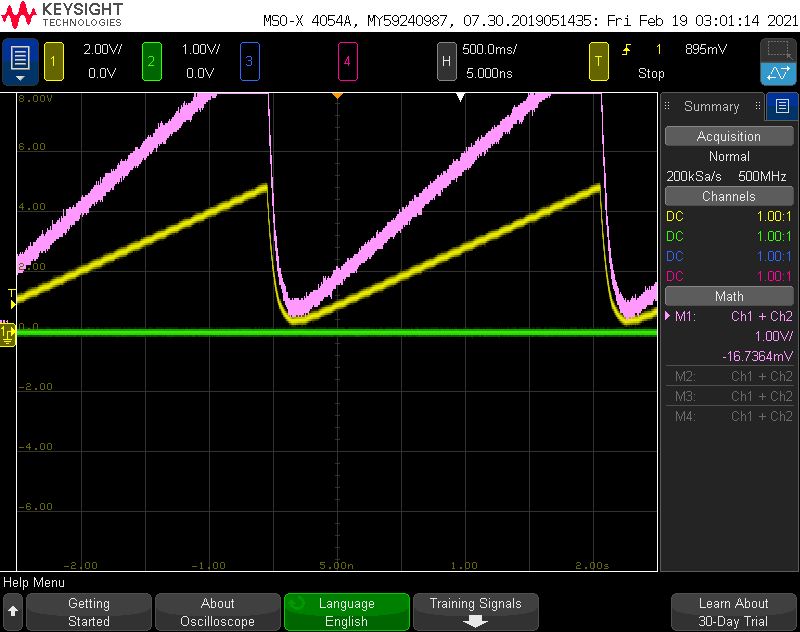 KEYSIGHT
TECHNOLOGIES
MSO-X 4054A, MY59240987, 07.30.2019051435: Fri Feb 19 03:01:14 2021
1 2.00V/ 2 1.00V/ 3 4 H 500.0ms/ T 1 895mV
0.0V 0.0V 5.000ns Stop
8.00V
6.00
4.00
2.00
T
0.0
1
-2.00
-4.00
-6.00
-2.00 -1.00 5.00n 1.00 2.00s
Summary
Acquisition
Normal
200kSa/s 500MHz
Channels
DC 1.00:1
DC 1.00:1
DC 1.00:1
DC 1.00:1
Math
M1: Ch1 + Ch2
1.00V/
-16.7364mV
M2: Ch1 + Ch2
M3: Ch1 + Ch2
M4: Ch1 + Ch2
Help Menu
Getting
Started
About
Oscilloscope
Language
English
Training Signals
Learn About
30-Day Trial